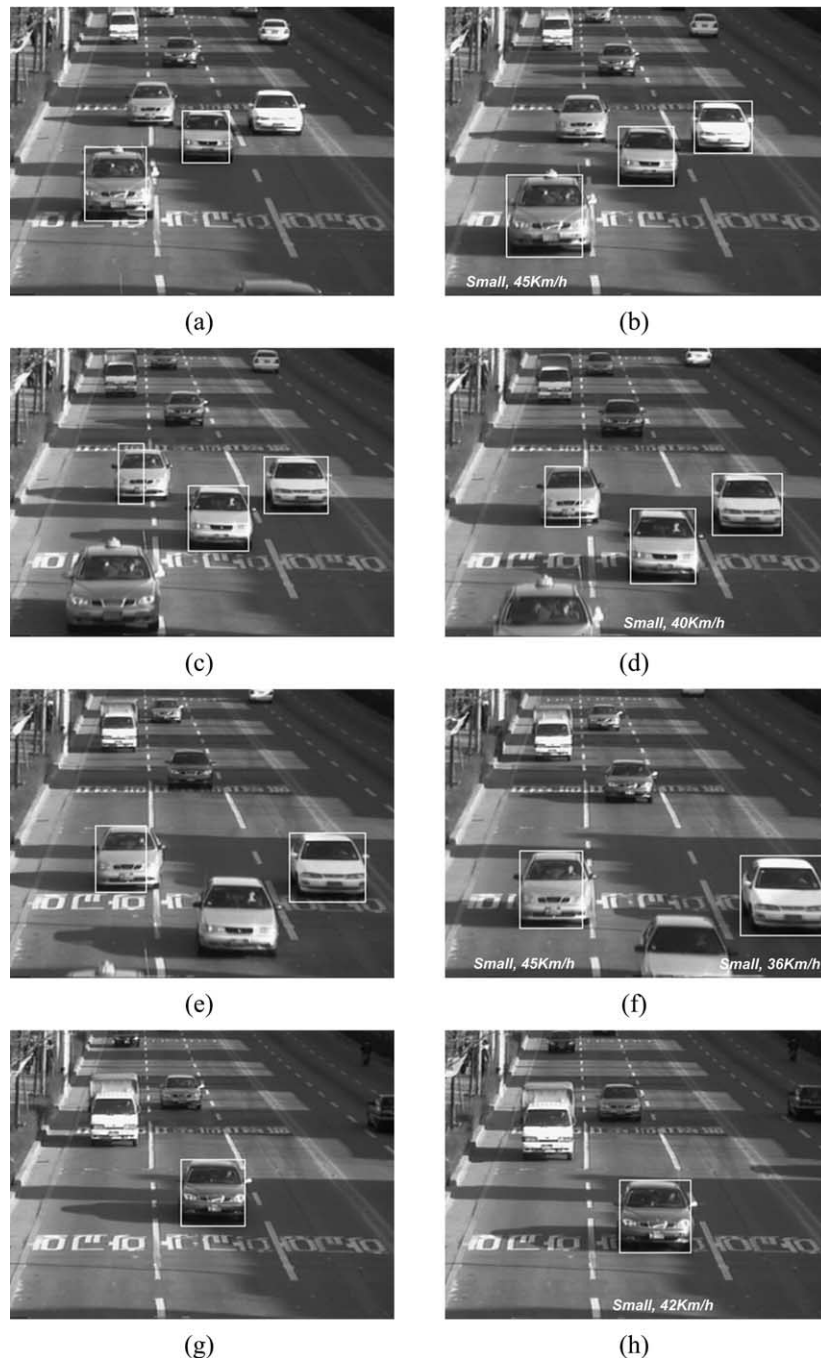 (a)
(b)
Small, 45Km/h
(c)
(d)
Small, 40Km/h
(e)
(f)
Small, 45Km/h
Small, 36Km/h
(g)
(h)
Small, 42Km/h